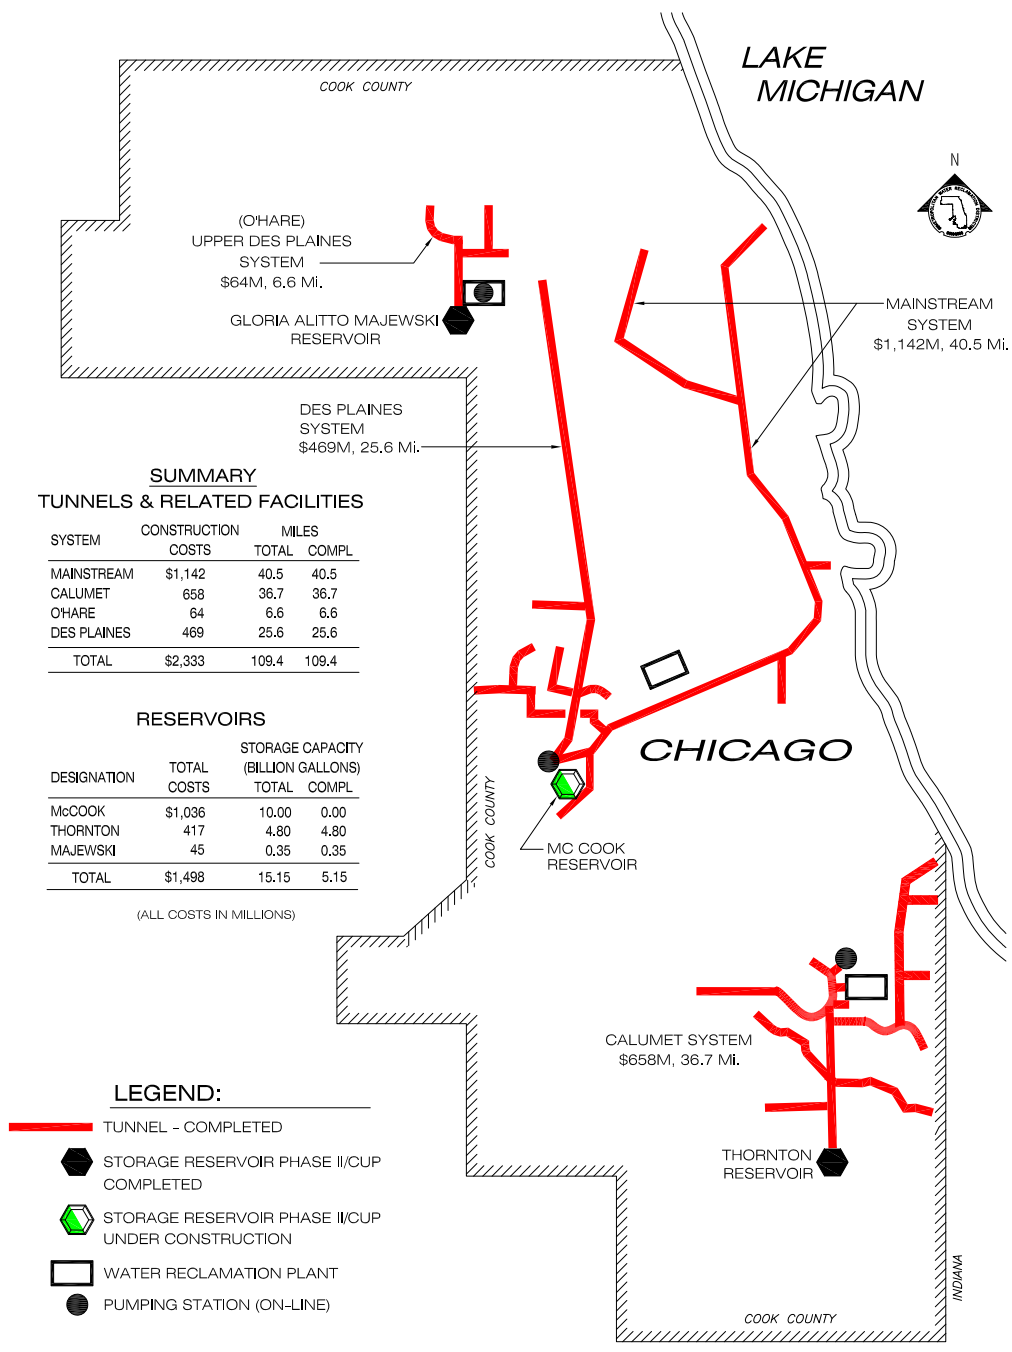 LAKE
MICHIGAN
COOK COUNTY
N
(O'HARE)
UPPER DES PLAINES
SYSTEM
$64M, 6.6 Mi.
GLORIA ALITTO MAJEWSKI
RESERVOIR
MAINSTREAM
SYSTEM
$1,142M, 40.5 Mi.
DES PLAINES
SYSTEM
$469M, 25.6 Mi.
SUMMARY
TUNNELS & RELATED FACILITIES
SYSTEM CONSTRUCTION COSTS MILES TOTAL COMPL
MAINSTREAM $1,142 40.5 40.5
CALUMET 658 36.7 36.7
O'HARE 64 6.6 6.6
DES PLAINES 469 25.6 25.6
TOTAL $2,333 109.4 109.4
RESERVOIRS
DESIGNATION TOTAL COSTS STORAGE CAPACITY (BILLION GALLONS) TOTAL COMPL
McCOOK $1,036 10.00 0.00
THORNTON 417 4.80 4.80
MAJEWSKI 45 0.35 0.35
TOTAL $1,498 15.15 5.15
(ALL COSTS IN MILLIONS)
CHICAGO
COOK COUNTY
MC COOK
RESERVOIR
CALUMET SYSTEM
$658M, 36.7 Mi.
THORNTON
RESERVOIR
LEGEND:
TUNNEL - COMPLETED
STORAGE RESERVOIR PHASE II/CUP
COMPLETED
STORAGE RESERVOIR PHASE II/CUP
UNDER CONSTRUCTION
WATER RECLAMATION PLANT
PUMPING STATION (ON-LINE)
INDIANA
COOK COUNTY